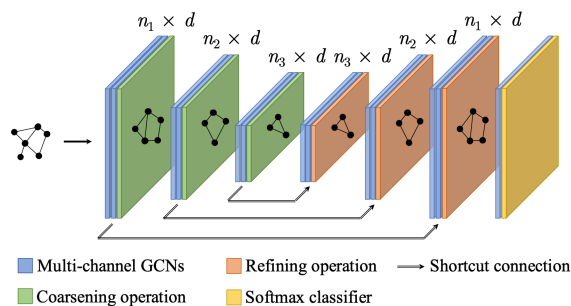 n₁ × d
n₂ × d
n₃ × d
n₃ × d
n₂ × d
n₁ × d
Multi-channel GCNs
Refining operation
Shortcut connection
Coarsening operation
Softmax classifier